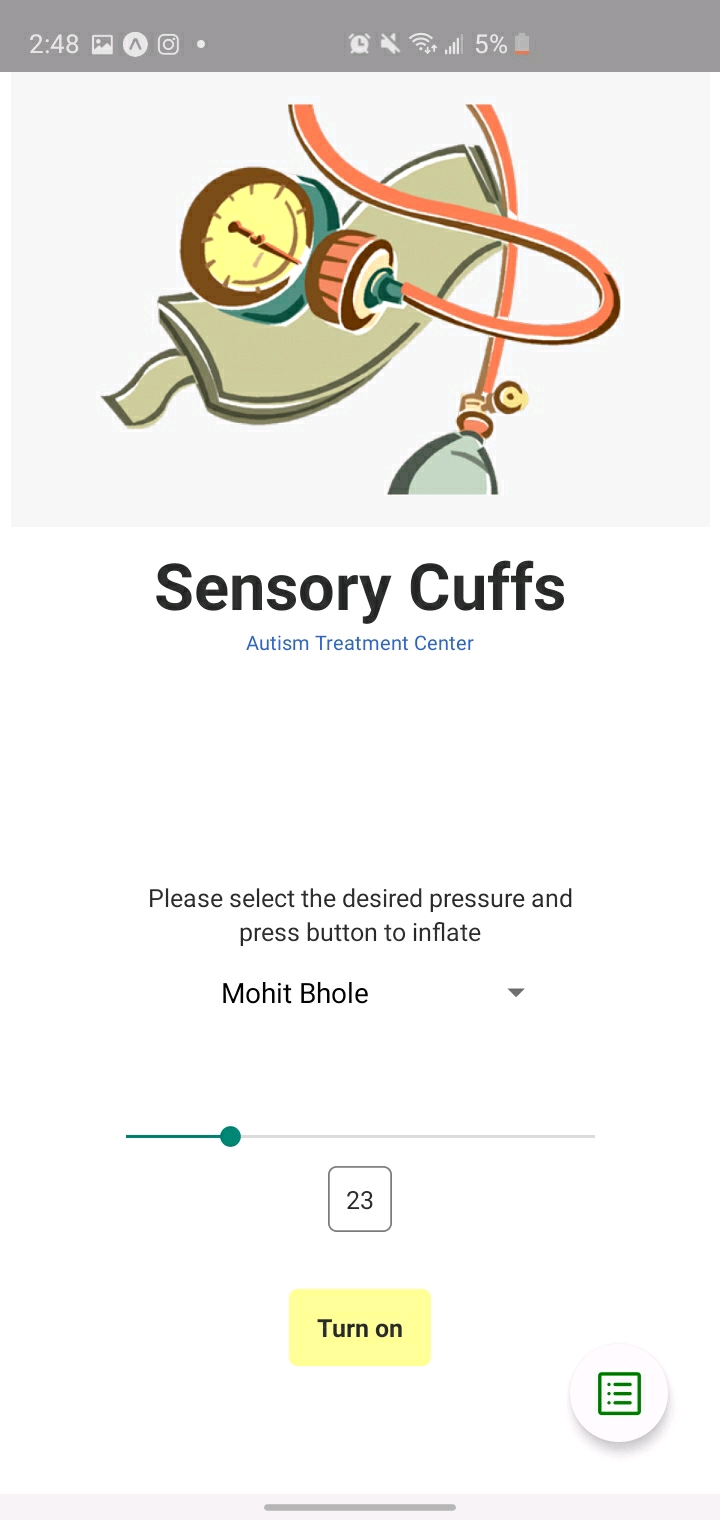 2:48 5%
Sensory Cuffs
Autism Treatment Center
Please select the desired pressure and
press button to inflate
Mohit Bhole
23
Turn on